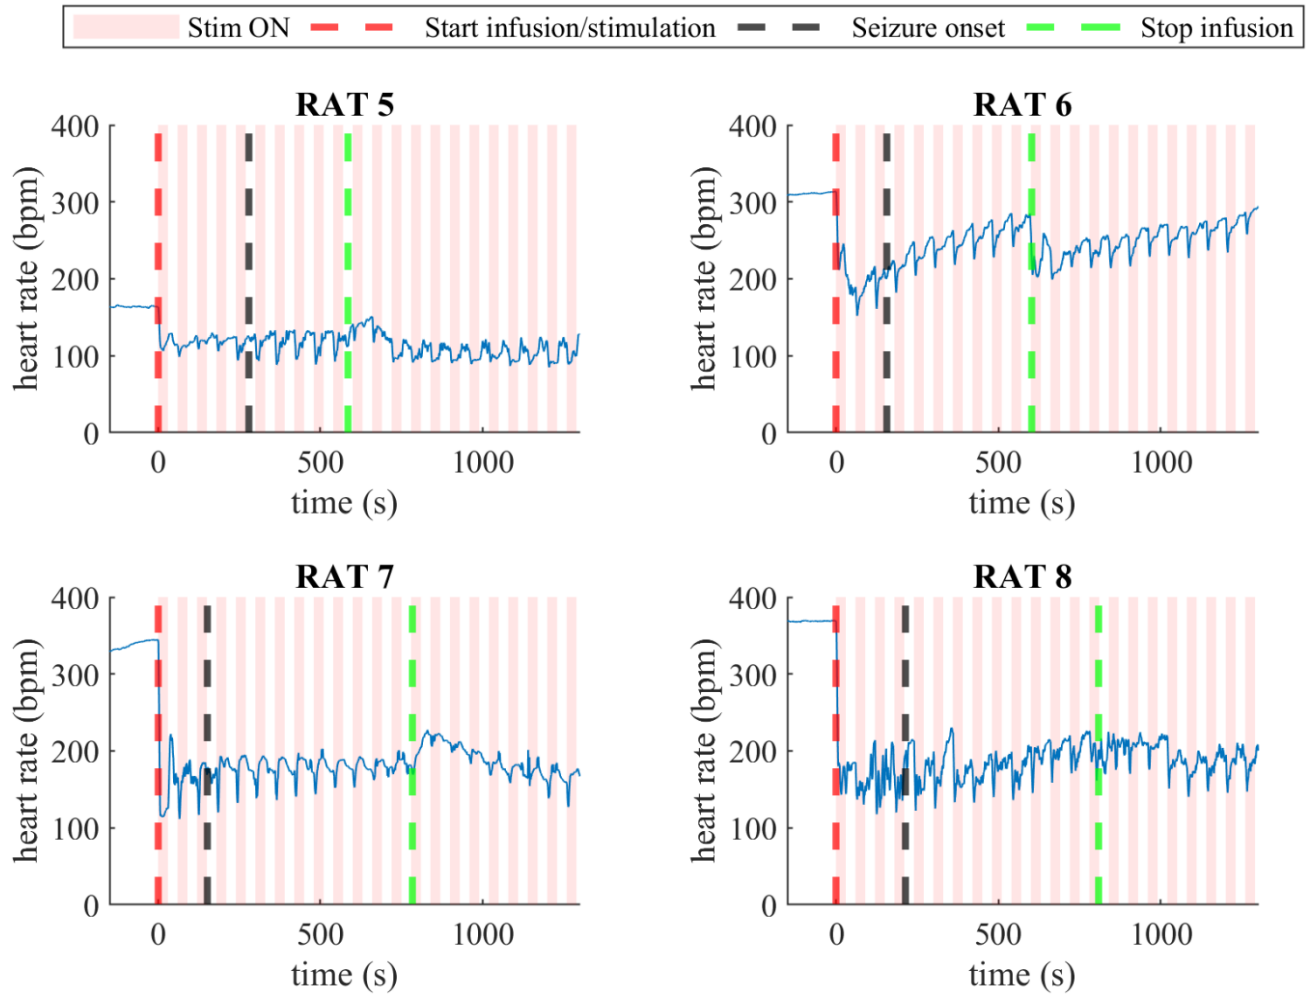 Stim ON Start infusion/stimulation Seizure onset Stop infusion
RAT 5
400
300
200
100
0
heart rate (bpm)
0 500 1000
time (s)
RAT 6
400
300
200
100
0
heart rate (bpm)
0 500 1000
time (s)
RAT 7
400
300
200
100
0
heart rate (bpm)
0 500 1000
time (s)
RAT 8
400
300
200
100
0
heart rate (bpm)
0 500 1000
time (s)